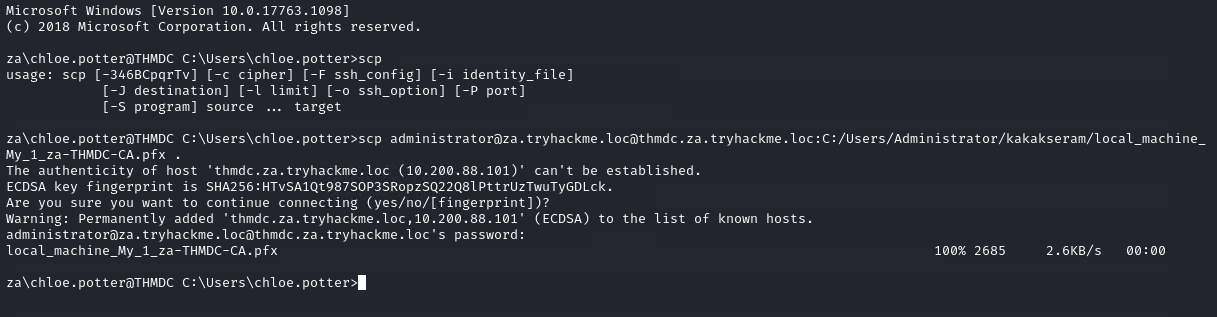 Microsoft Windows [Version 10.0.17763.1098]
(c) 2018 Microsoft Corporation. All rights reserved.
za\chloe.potter@THMDC C:\Users\chloe.potter>scp
usage: scp [-346BCpqrTv] [-c cipher] [-F ssh_config] [-i identity_file]
[-J destination] [-l limit] [-o ssh_option] [-P port]
[-S program] source ... target
za\chloe.potter@THMDC C:\Users\chloe.potter>scp administrator@za.tryhackme.loc@thmdc.za.tryhackme.loc:C:/Users/Administrator/kakakseram/local_machine_
My_1_za-THMDC-CA.pfx .
The authenticity of host 'thmdc.za.tryhackme.loc (10.200.88.101)' can't be established.
ECDSA key fingerprint is SHA256:HTvSA1Qt987SOP3SRopzSQ22Q8lPttrUzTwuTyGDLck.
Are you sure you want to continue connecting (yes/no/[fingerprint])?
Warning: Permanently added 'thmdc.za.tryhackme.loc,10.200.88.101' (ECDSA) to the list of known hosts.
administrator@za.tryhackme.loc@thmdc.za.tryhackme.loc's password:
local_machine_My_1_za-THMDC-CA.pfx 100% 2685 2.6KB/s 00:00
za\chloe.potter@THMDC C:\Users\chloe.potter>